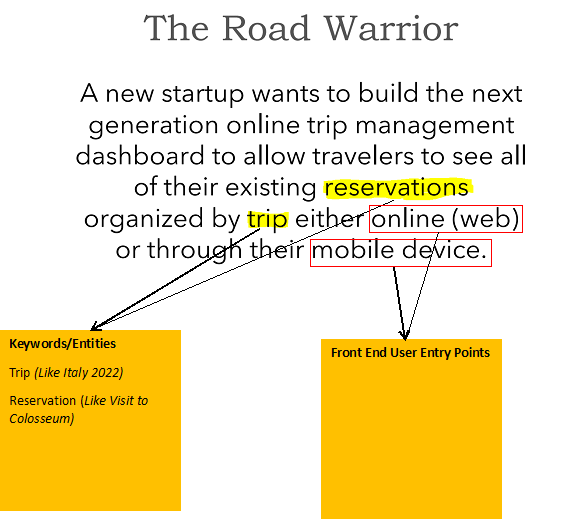 The Road Warrior
A new startup wants to build the next
generation online trip management
dashboard to allow travelers to see all
of their existing reservations
organized by trip either online (web)
or through their mobile device.
Keywords/Entities
Trip (Like Italy 2022)
Reservation (Like Visit to
Colosseum)
Front End User Entry Points